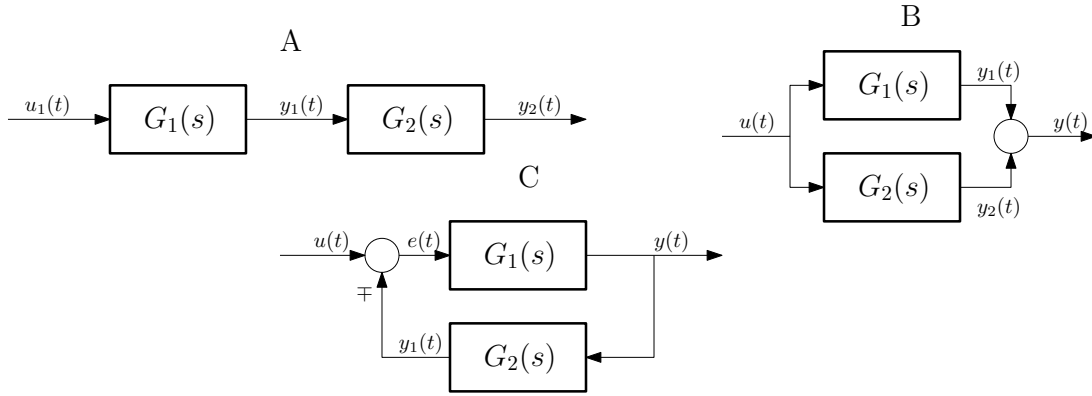 A
u₁(t)
G₁(s)
y₁(t)
G₂(s)
y₂(t)
B
u(t)
G₁(s)
y₁(t)
G₂(s)
y₂(t)
y(t)
C
u(t)
∓
e(t)
G₁(s)
y(t)
y₁(t)
G₂(s)